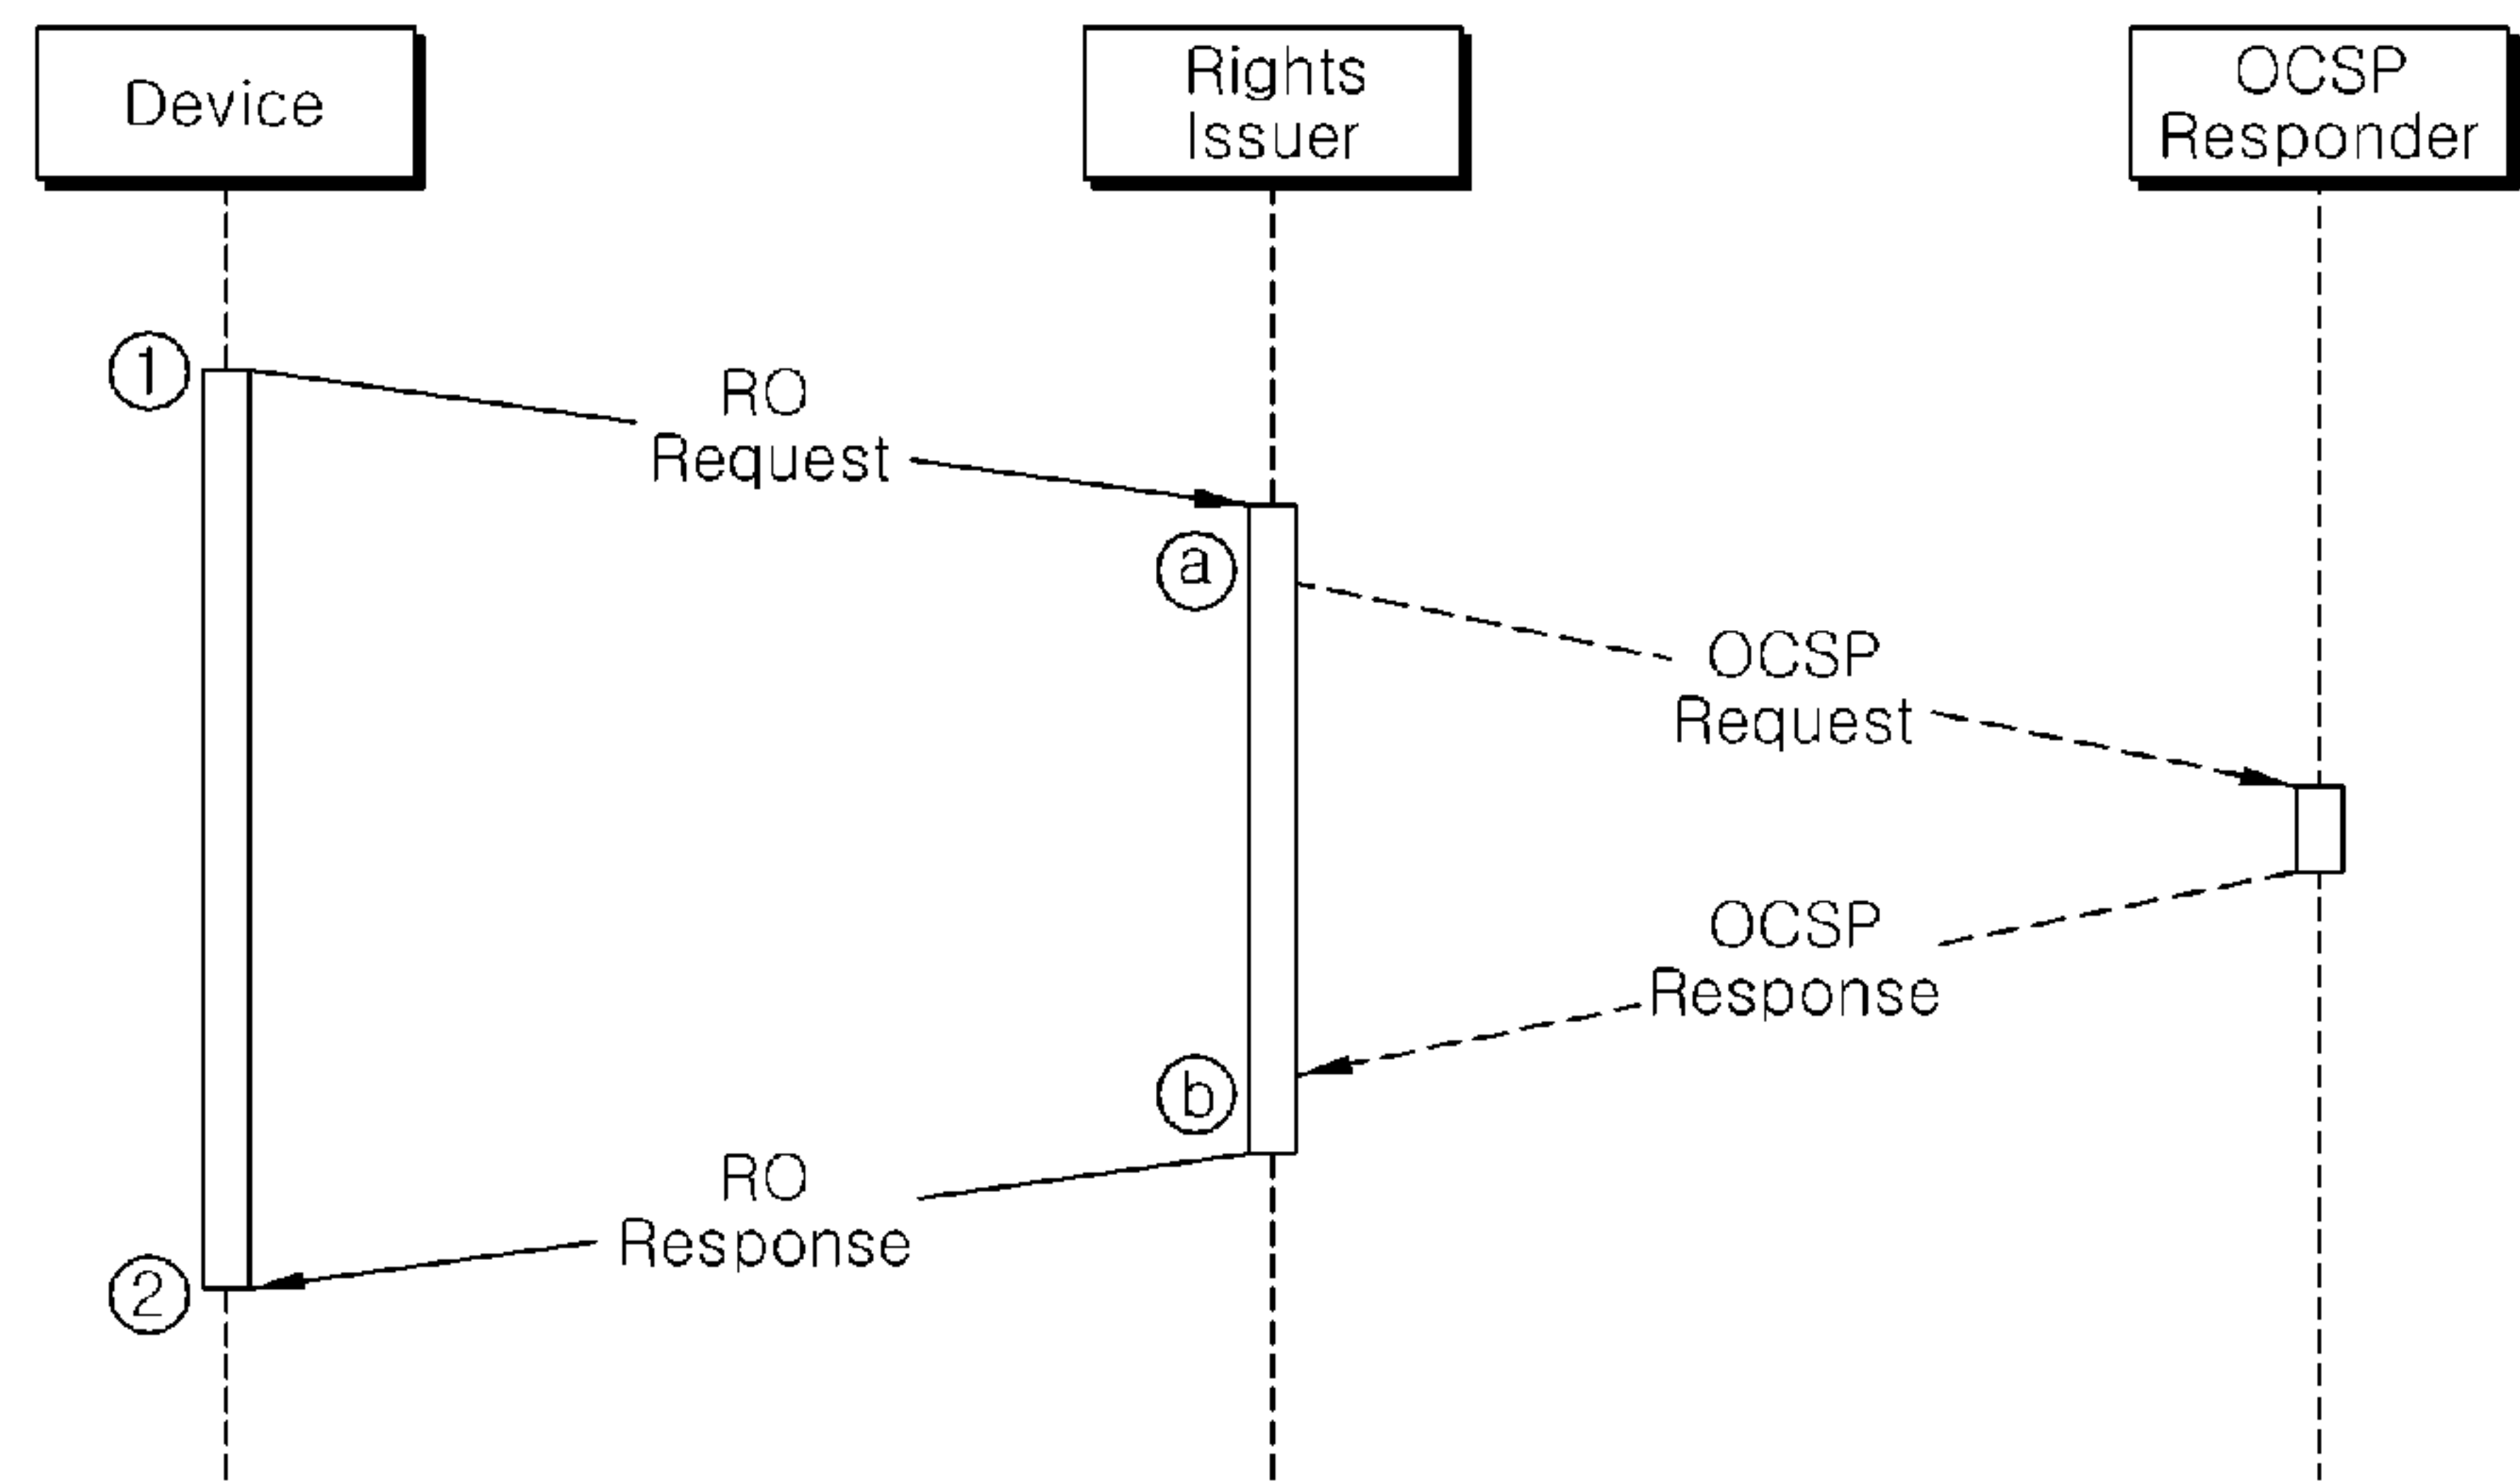 Device
Rights
Issuer
OCSP
Responder
1
RO
Request
a
OCSP
Request
OCSP
Response
b
RO
Response
2